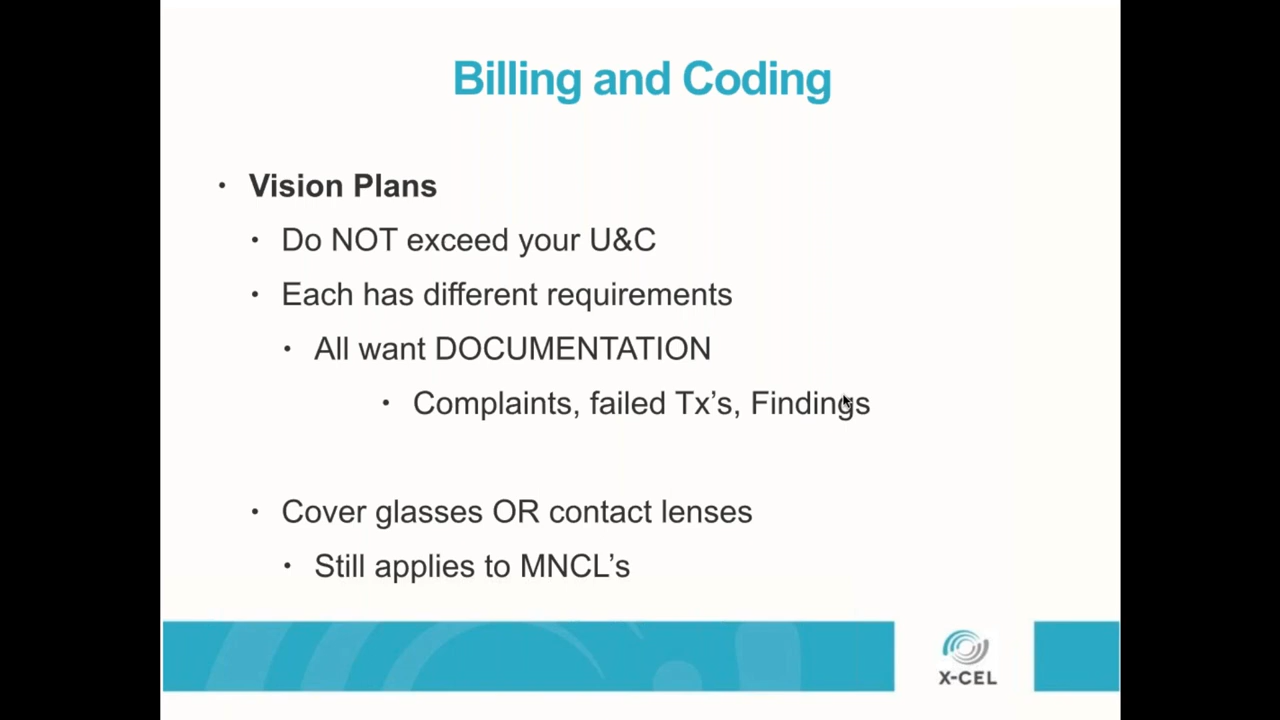 Billing and Coding
• Vision Plans
• Do NOT exceed your U&C
• Each has different requirements
• All want DOCUMENTATION
• Complaints, failed Tx’s, Findings
• Cover glasses OR contact lenses
• Still applies to MNCL’s
X-CEL